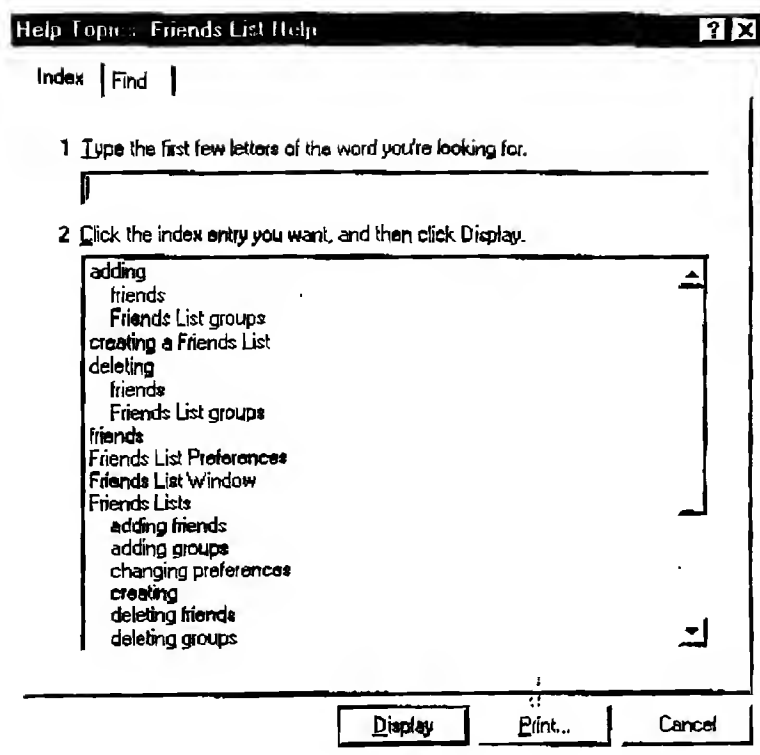 Help Topics: Friends List Help
Index Find
1 Type the first few letters of the word you're looking for.
2 Click the index entry you want, and then click Display.
adding
friends
Friends List groups
creating a Friends List
deleting
friends
Friends List groups
friends
Friends List Preferences
Friends List Window
Friends Lists
adding friends
adding groups
changing preferences
creating
deleting friends
deleting groups
Display Print... Cancel